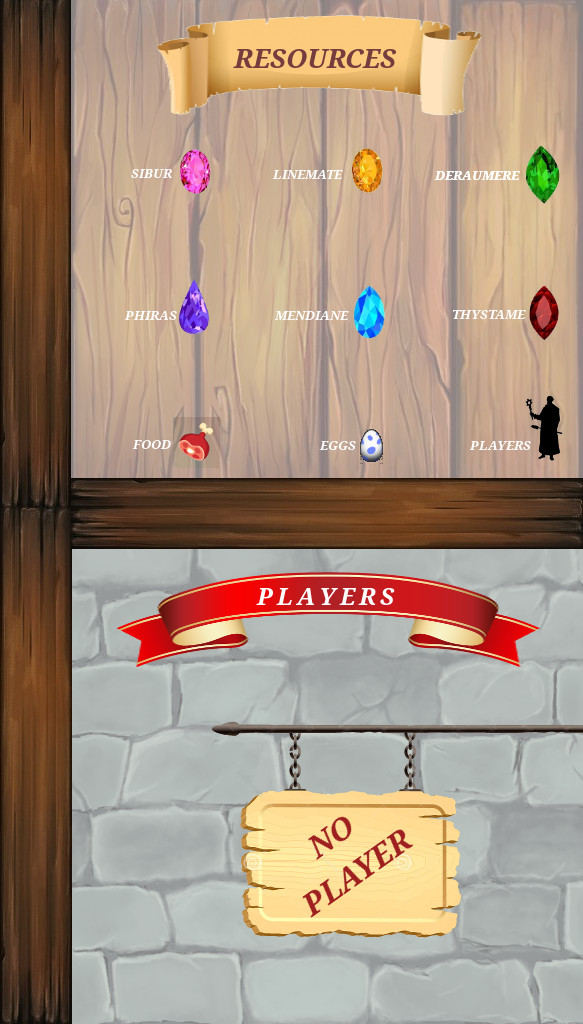 RESOURCES
SIBUR
LINEMATE
DERAUMERE
PHIRAS
MENDIANE
THYSTAME
FOOD
EGGS
PLAYERS
PLAYERS
NO
PLAYER